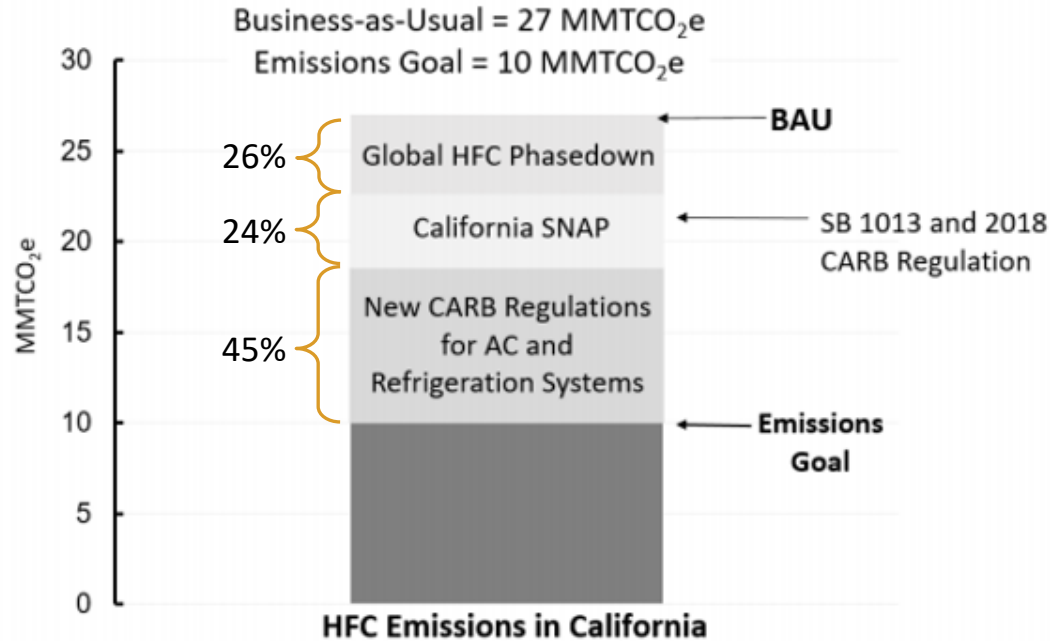 Business-as-Usual = 27 MMTCO₂e
Emissions Goal = 10 MMTCO₂e
MMTCO₂e
30
25
20
15
10
5
0
26%
24%
45%
Global HFC Phasedown
California SNAP
New CARB Regulations
for AC and
Refrigeration Systems
BAU
SB 1013 and 2018
CARB Regulation
Emissions
Goal
HFC Emissions in California